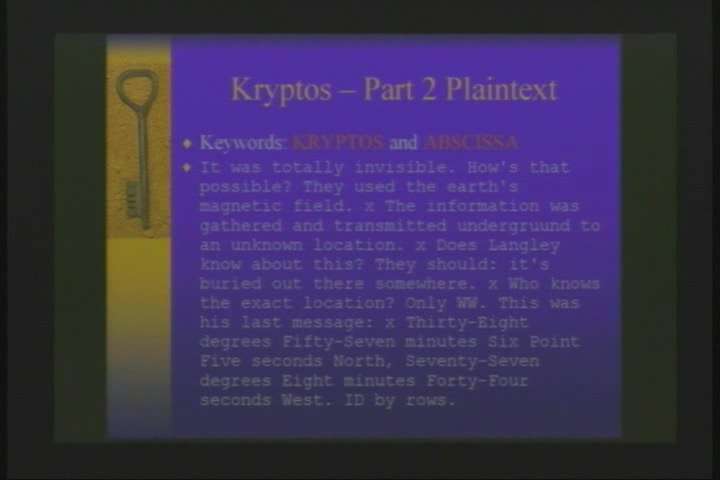 Kryptos – Part 2 Plaintext
Keywords: KRYPTOS and ABSCISSA
It was totally invisible. How's that
possible? They used the earth's
magnetic field. x The information was
gathered and transmitted undergruund to
an unknown location. x Does Langley
know about this? They should: it's
buried out there somewhere. x Who knows
the exact location? Only WW. This was
his last message: x Thirty-Eight
degrees Fifty-Seven minutes Six Point
Five seconds North, Seventy-Seven
degrees Eight minutes Forty-Four
seconds West. ID by rows.